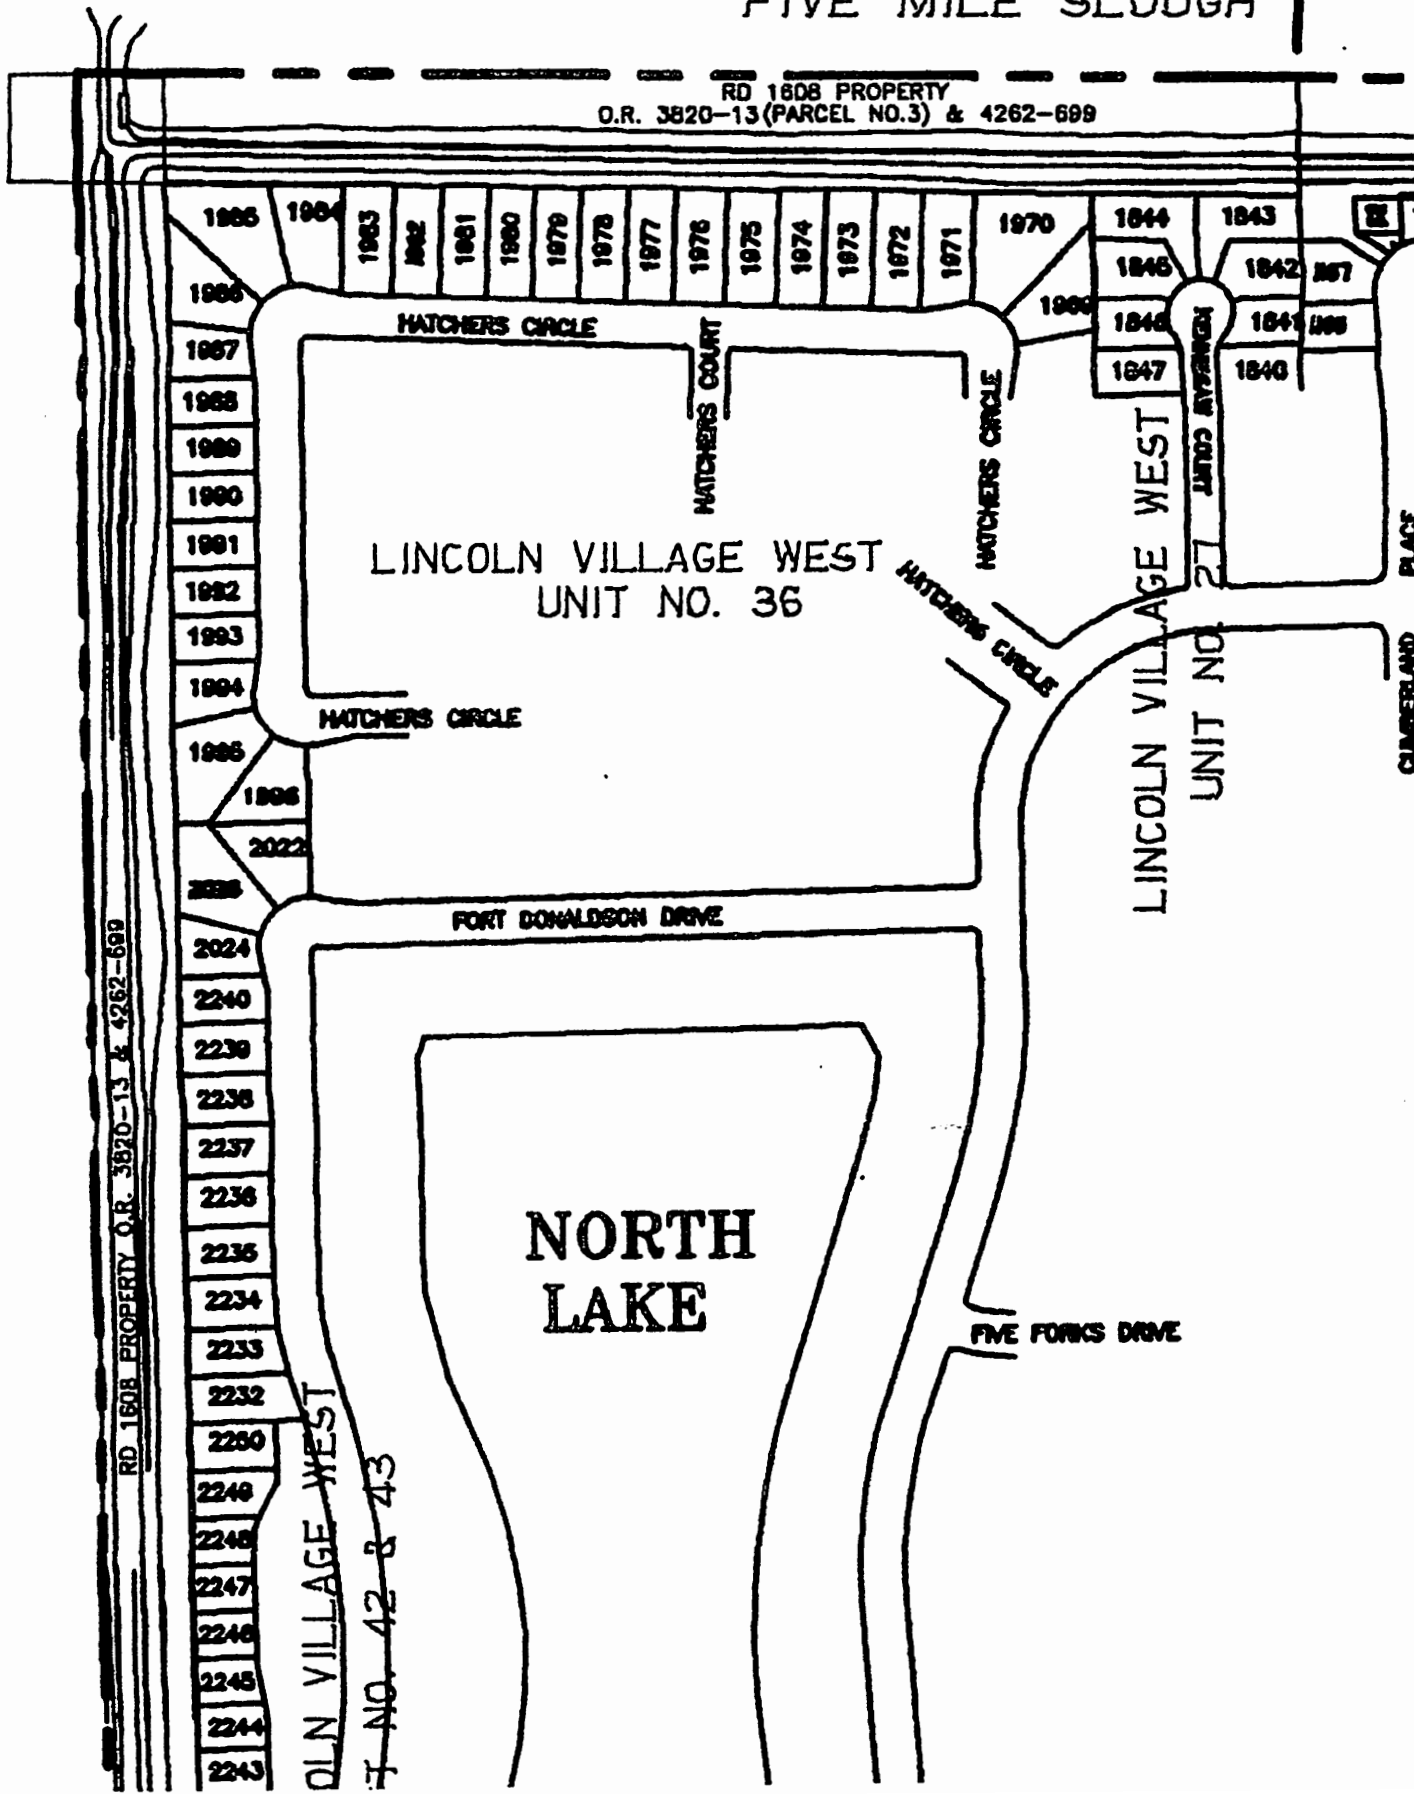 FIVE MILE SLOUGH
RD 1608 PROPERTY
O.R. 3820-13 (PARCEL NO.3) & 4262-699
1985
1984
1983
1982
1981
1980
1979
1978
1977
1976
1975
1974
1973
1972
1971
1970
1969
1844
1843
1845
1842
1846
1841
1847
1840
1986
1987
1988
1989
1990
1991
1992
1993
1994
1995
1996
HATCHERS CIRCLE
HATCHERS COURT
HATCHERS CIRCLE
KENNESAW COURT
LINCOLN VILLAGE WEST
UNIT NO. 36
HATCHERS CIRCLE
HATCHERS CIRCLE
LINCOLN VILLAGE WEST
UNIT NO. 27
CUMBERLAND PLACE
2022
2024
FORT DONALDSON DRIVE
2240
2239
2238
2237
2236
2235
2234
2233
2232
2250
2249
2248
2247
2246
2245
2244
2243
RD 1608 PROPERTY O.R. 3820-13 & 4262-699
NORTH
LAKE
FIVE FORKS DRIVE
OLN VILLAGE WEST
T NO. 42 & 43